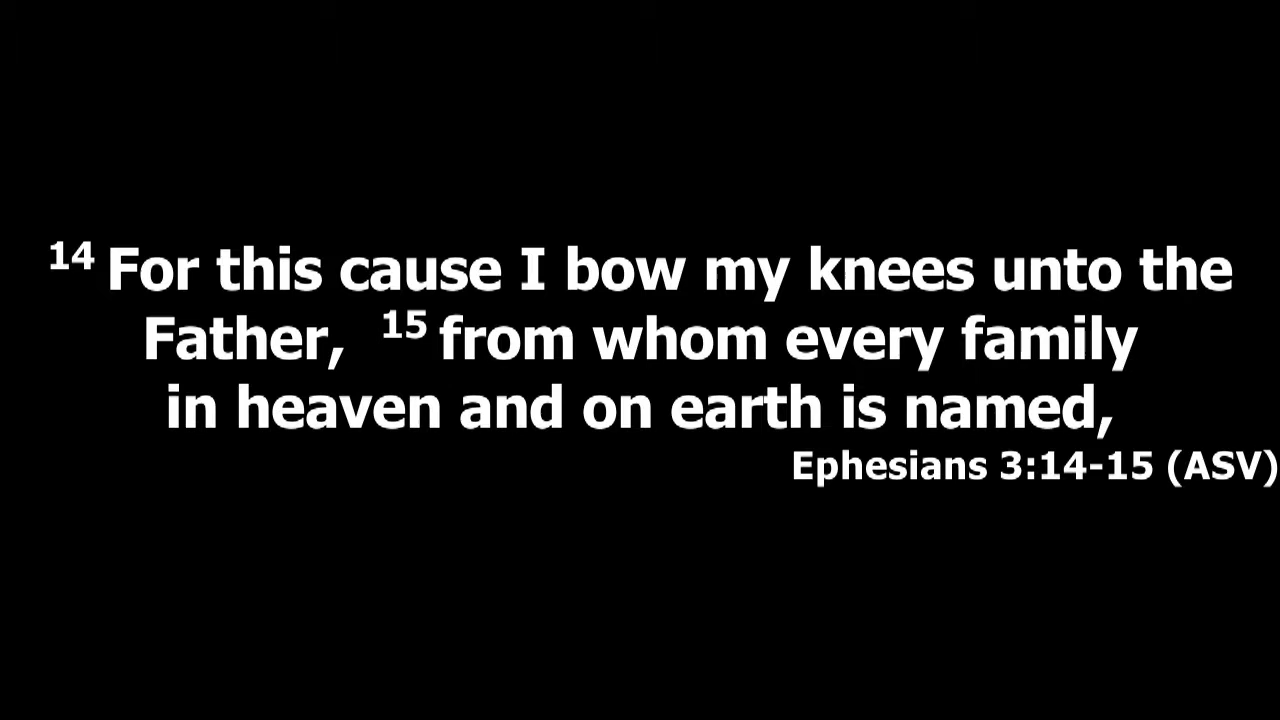 14 For this cause I bow my knees unto the
Father, 15 from whom every family
in heaven and on earth is named,
Ephesians 3:14-15 (ASV)